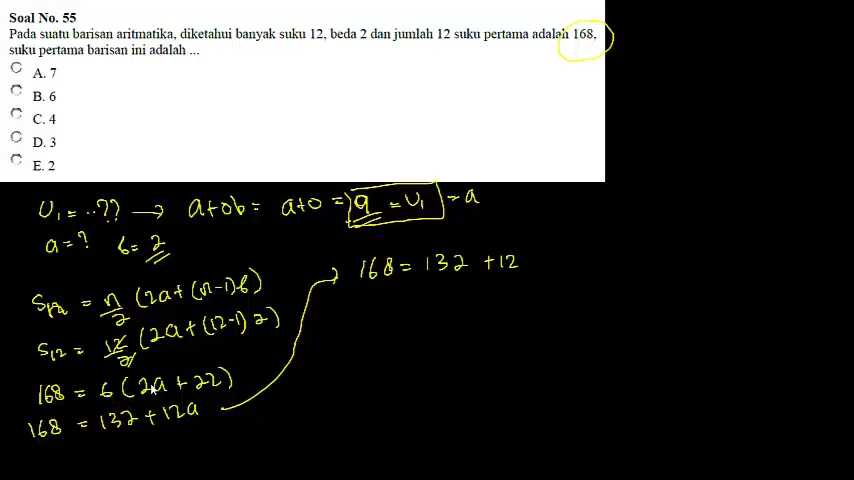 Soal No. 55
Pada suatu barisan aritmatika, diketahui banyak suku 12, beda 2 dan jumlah 12 suku pertama adalah 168,
suku pertama barisan ini adalah ...
A. 7
B. 6
C. 4
D. 3
E. 2
U₁ = ..?? → a+0b = a+0 = a = U₁ = a
a = ? b = 2
S₁₂ = n/2 (2a + (n-1)b)
S₁₂ = 12/2 (2a + (12-1) 2)
168 = 6 (2a + 22)
168 = 132 + 12a
168 = 132 + 12